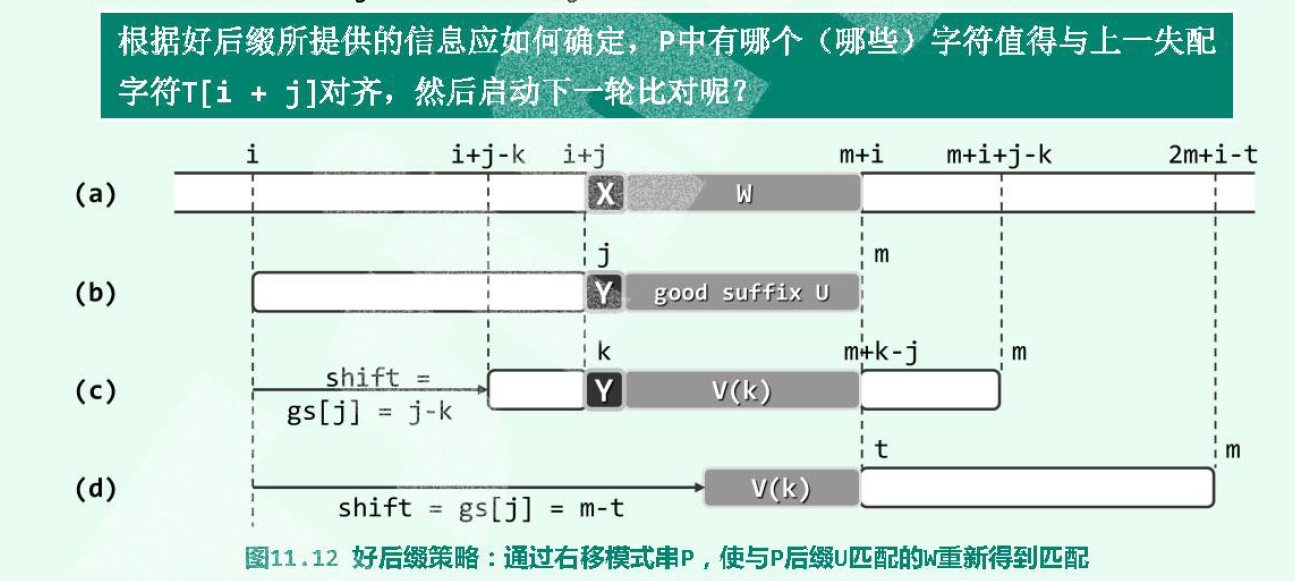 根据好后缀所提供的信息应如何确定，P中有哪个（哪些）字符值得与上一失配
字符T[i + j]对齐，然后启动下一轮比对呢？
i i+j-k i+j m+i m+i+j-k 2m+i-t
(a) X W
j m
(b) Y good suffix U
k m+k-j m
(c) shift = Y V(k)
gs[j] = j-k
t m
(d) V(k)
shift = gs[j] = m-t
图11.12 好后缀策略：通过右移模式串P，使与P后缀U匹配的W重新得到匹配